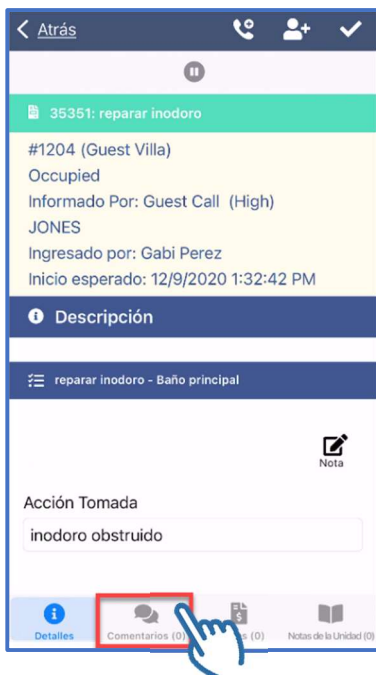 Atrás
35351: reparar inodoro
#1204 (Guest Villa)
Occupied
Informado Por: Guest Call (High)
JONES
Ingresado por: Gabi Perez
Inicio esperado: 12/9/2020 1:32:42 PM
Descripción
reparar inodoro - Baño principal
Nota
Acción Tomada
inodoro obstruido
Detalles
Comentarios (0)
(0)
Notas de la Unidad (0)